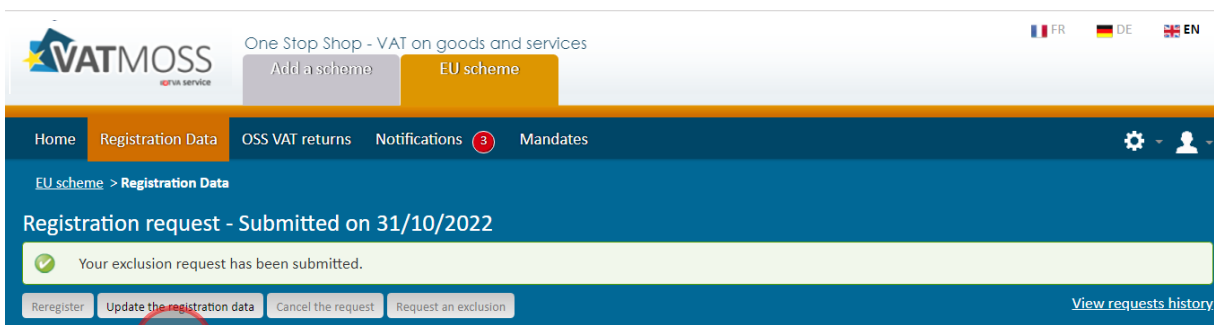 FR DE EN
VATMOSS
One Stop Shop - VAT on goods and services
Add a scheme EU scheme
Home Registration Data OSS VAT returns Notifications 3 Mandates
EU scheme > Registration Data
Registration request - Submitted on 31/10/2022
Your exclusion request has been submitted.
Reregister Update the registration data Cancel the request Request an exclusion View requests history